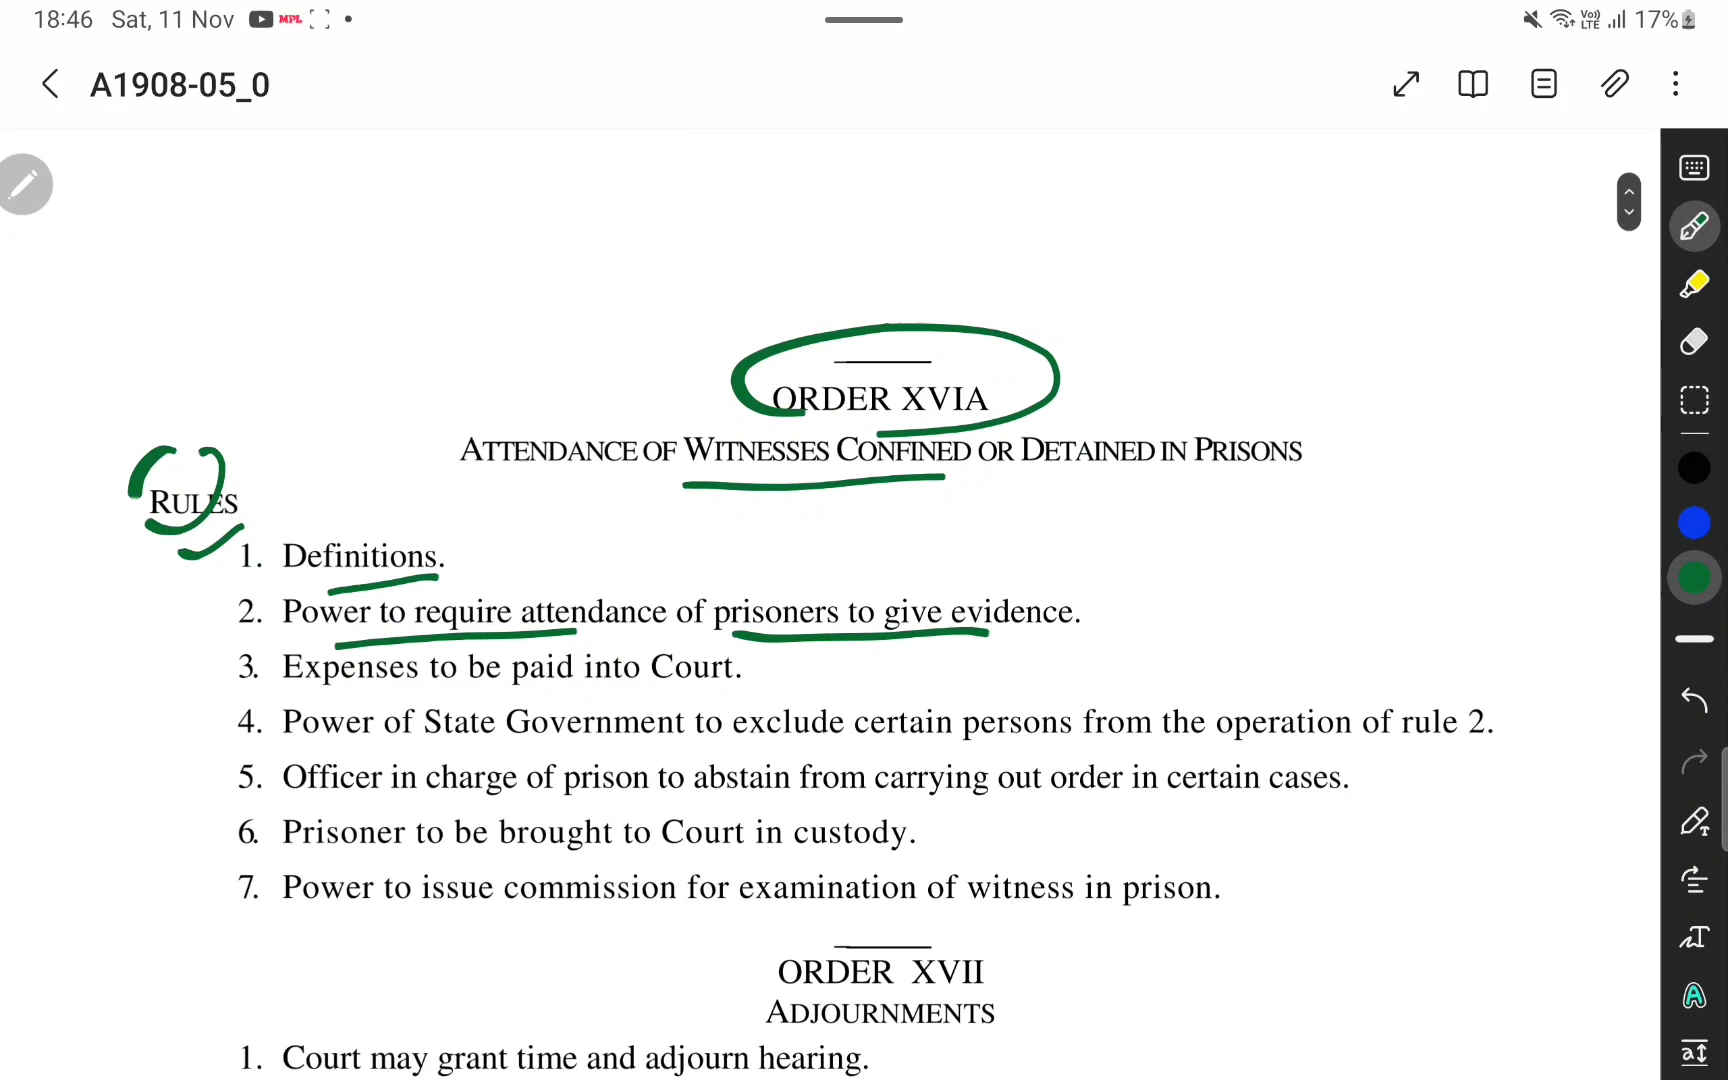 18:46 Sat, 11 Nov MPL Vo) LTE 17%
A1908-05_0
ORDER XVIA
ATTENDANCE OF WITNESSES CONFINED OR DETAINED IN PRISONS
RULES
1. Definitions.
2. Power to require attendance of prisoners to give evidence.
3. Expenses to be paid into Court.
4. Power of State Government to exclude certain persons from the operation of rule 2.
5. Officer in charge of prison to abstain from carrying out order in certain cases.
6. Prisoner to be brought to Court in custody.
7. Power to issue commission for examination of witness in prison.
ORDER XVII
ADJOURNMENTS
1. Court may grant time and adjourn hearing.